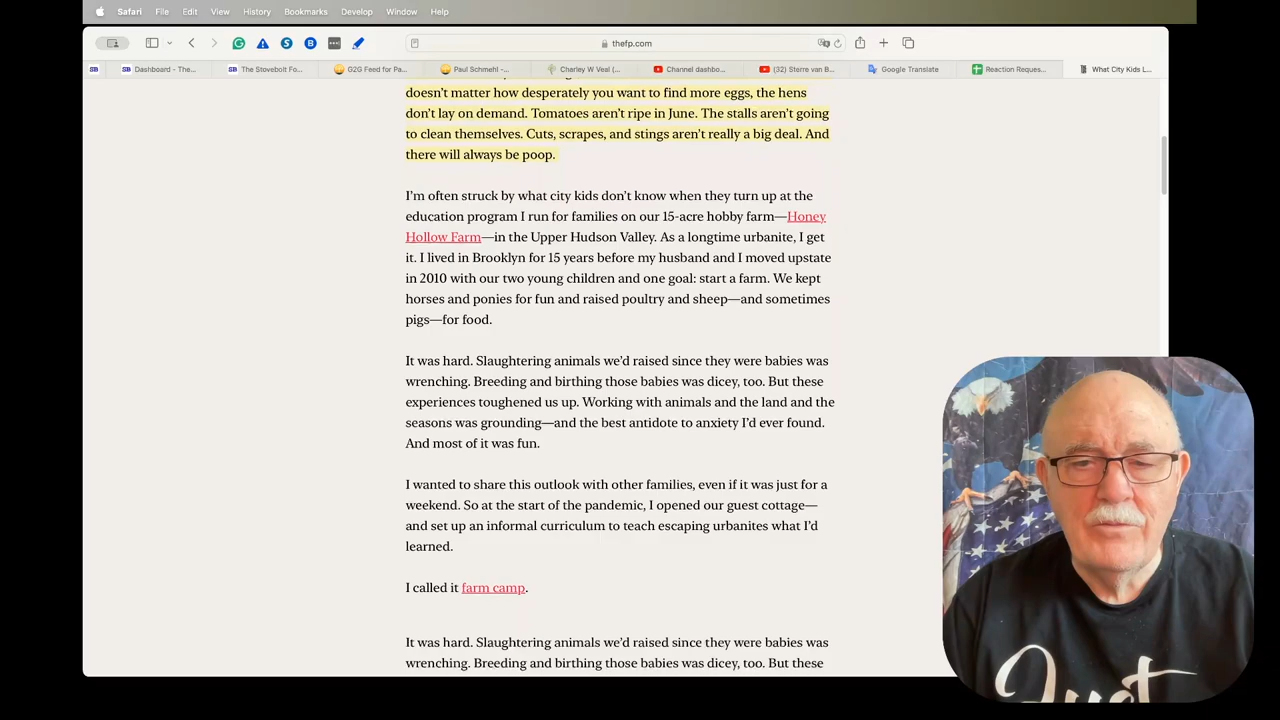 Safari File Edit View History Bookmarks Develop Window Help
thefp.com
SB
SB Dashboard - The...
SB The Stovebolt Fo...
G2G Feed for Pa...
Paul Schmehl -...
Charley W Veal (...
Channel dashbo...
(32) Sterre van B...
Google Translate
Reaction Reques...
What City Kids L...
doesn't matter how desperately you want to find more eggs, the hens
don't lay on demand. Tomatoes aren't ripe in June. The stalls aren't going
to clean themselves. Cuts, scrapes, and stings aren't really a big deal. And
there will always be poop.
I'm often struck by what city kids don't know when they turn up at the
education program I run for families on our 15-acre hobby farm—Honey
Hollow Farm—in the Upper Hudson Valley. As a longtime urbanite, I get
it. I lived in Brooklyn for 15 years before my husband and I moved upstate
in 2010 with our two young children and one goal: start a farm. We kept
horses and ponies for fun and raised poultry and sheep—and sometimes
pigs—for food.
It was hard. Slaughtering animals we'd raised since they were babies was
wrenching. Breeding and birthing those babies was dicey, too. But these
experiences toughened us up. Working with animals and the land and the
seasons was grounding—and the best antidote to anxiety I'd ever found.
And most of it was fun.
I wanted to share this outlook with other families, even if it was just for a
weekend. So at the start of the pandemic, I opened our guest cottage—
and set up an informal curriculum to teach escaping urbanites what I'd
learned.
I called it farm camp.
It was hard. Slaughtering animals we'd raised since they were babies was
wrenching. Breeding and birthing those babies was dicey, too. But these
Just